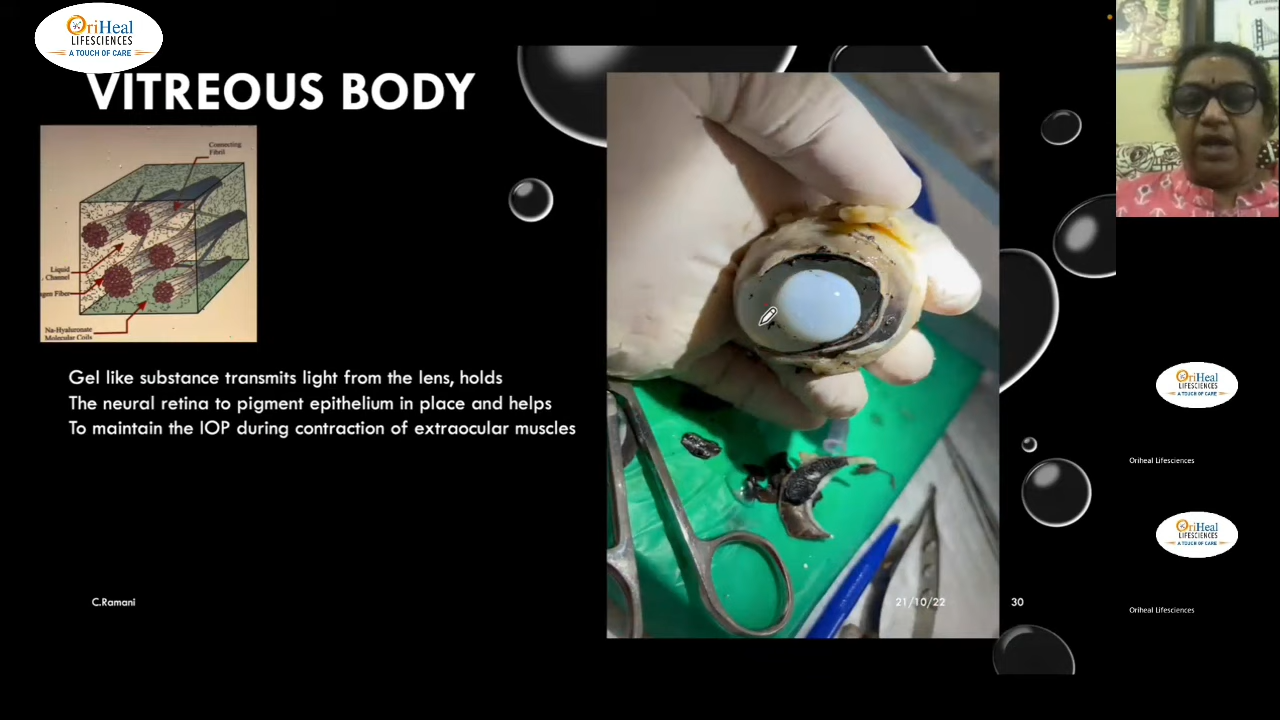 OriHeal
LIFESCIENCES
A TOUCH OF CARE
VITREOUS BODY
Connecting
Fibril
Liquid
Channel
gen Fiber
Na-Hyaluronate
Molecular Coils
Gel like substance transmits light from the lens, holds
The neural retina to pigment epithelium in place and helps
To maintain the IOP during contraction of extraocular muscles
C.Ramani
21/10/22
30
OriHeal
LIFESCIENCES
A TOUCH OF CARE
Oriheal Lifesciences
OriHeal
LIFESCIENCES
A TOUCH OF CARE
Oriheal Lifesciences